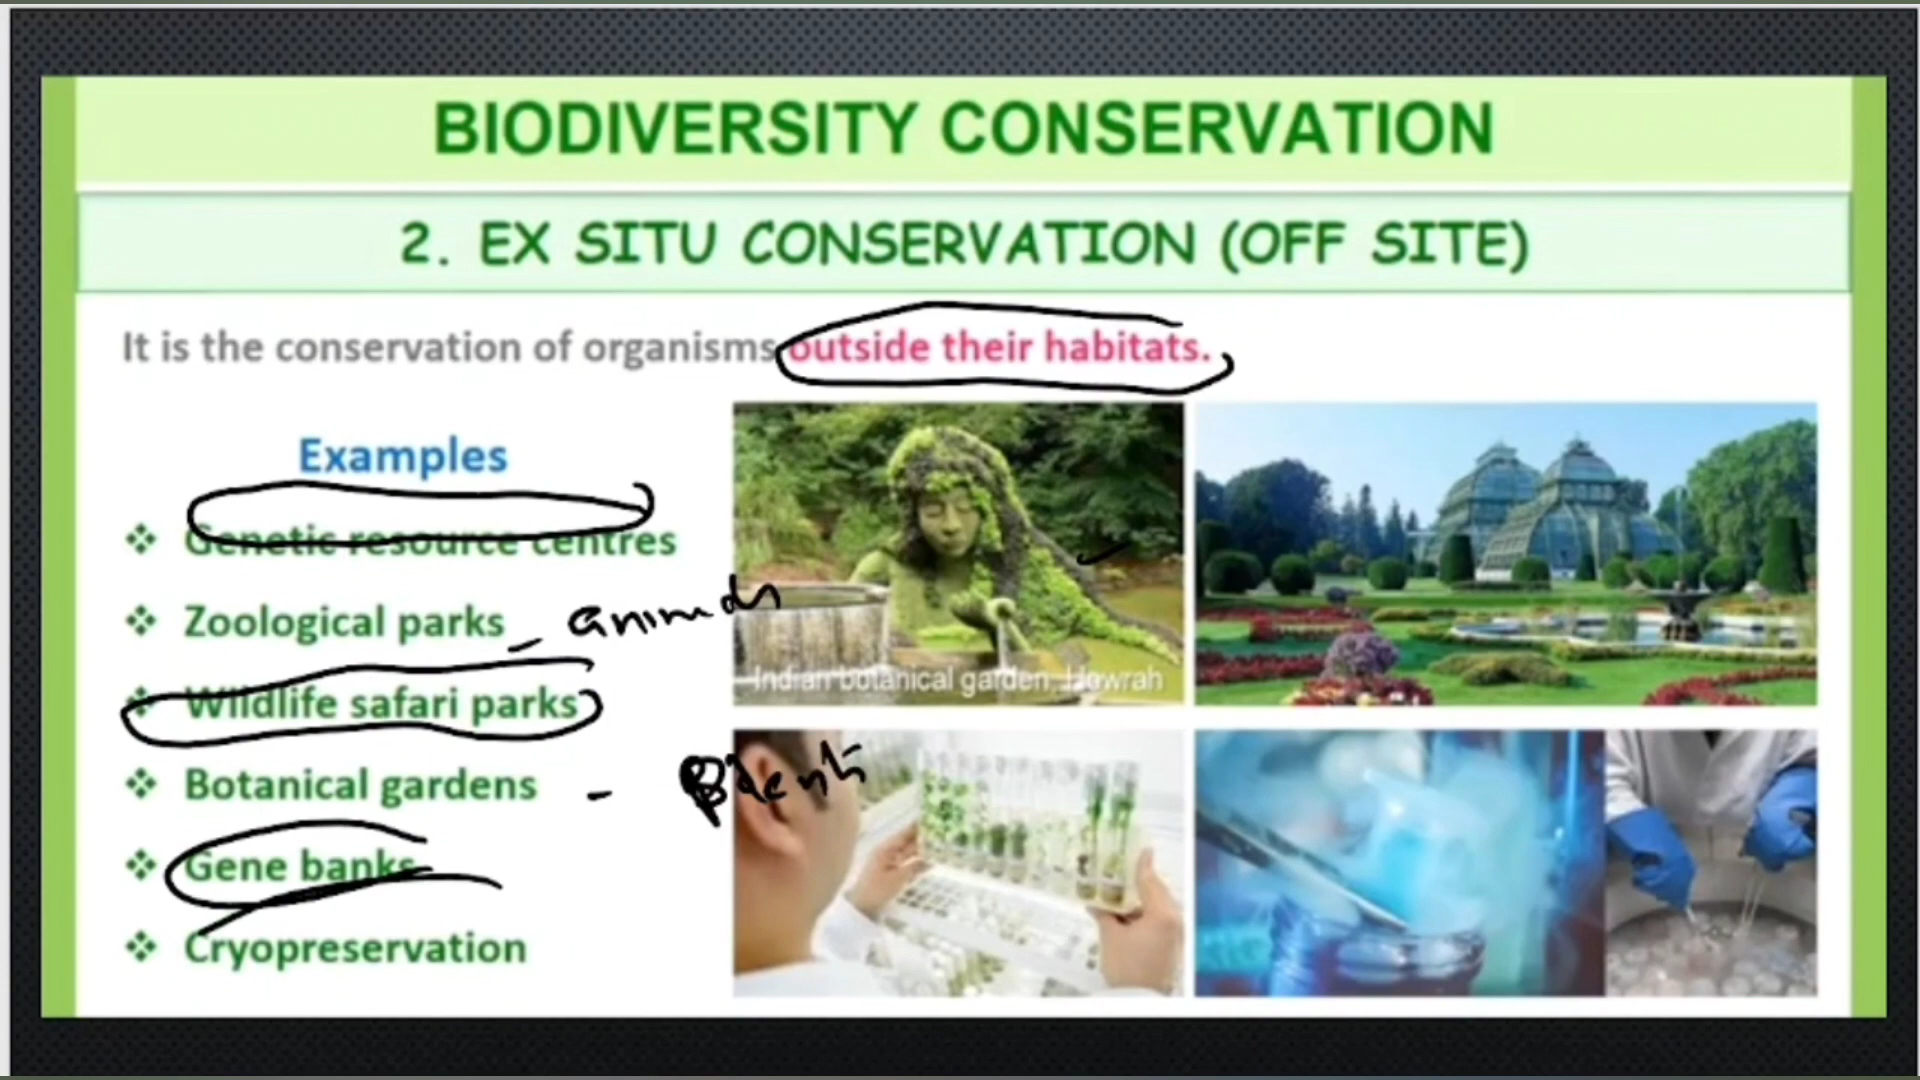 BIODIVERSITY CONSERVATION
2. EX SITU CONSERVATION (OFF SITE)
It is the conservation of organisms outside their habitats.
Examples
❖ Genetic resource centres
❖ Zoological parks - animals
❖ Wildlife safari parks
❖ Botanical gardens - Plants
❖ Gene banks
❖ Cryopreservation
Indian botanical garden, Howrah